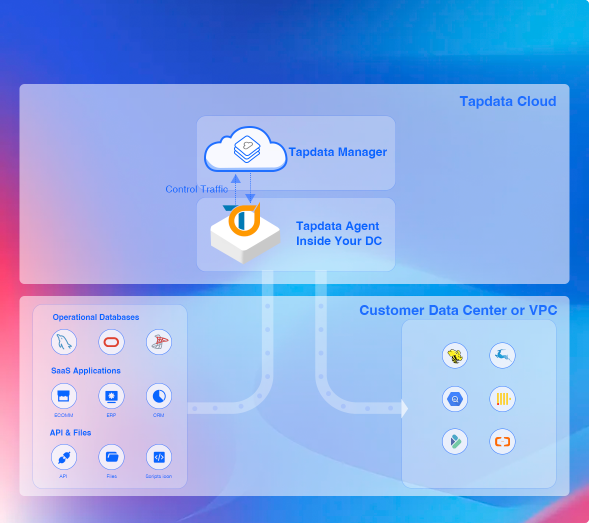 Tapdata Cloud
Tapdata Manager
Control Traffic
Tapdata Agent
Inside Your DC
Customer Data Center or VPC
Operational Databases
SaaS Applications
ECOMM
ERP
CRM
API & Files
API
Files
Scripts icon